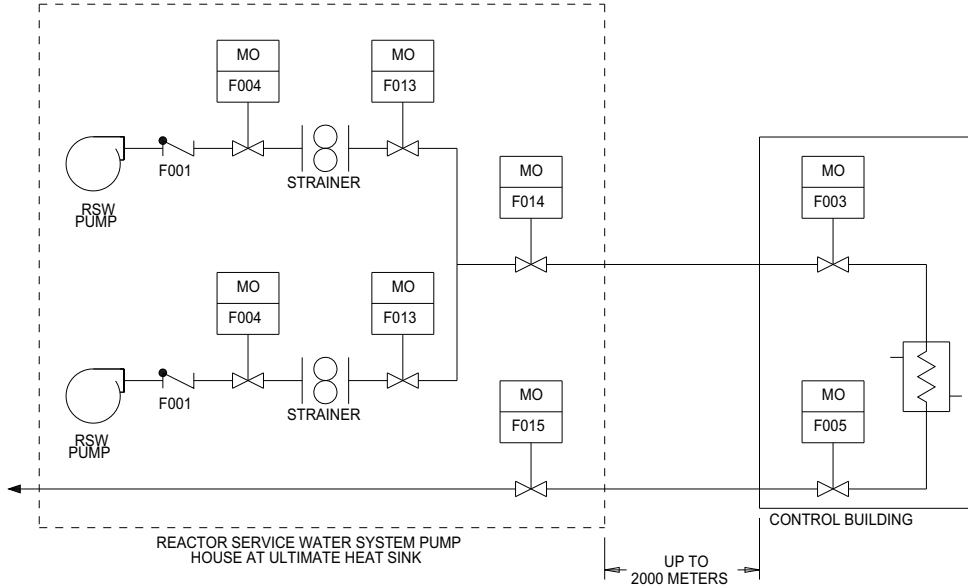 MO
F004
MO
F013
F001
STRAINER
RSW
PUMP
MO
F014
MO
F003
MO
F004
MO
F013
F001
STRAINER
RSW
PUMP
MO
F015
MO
F005
CONTROL BUILDING
REACTOR SERVICE WATER SYSTEM PUMP
HOUSE AT ULTIMATE HEAT SINK
UP TO
2000 METERS